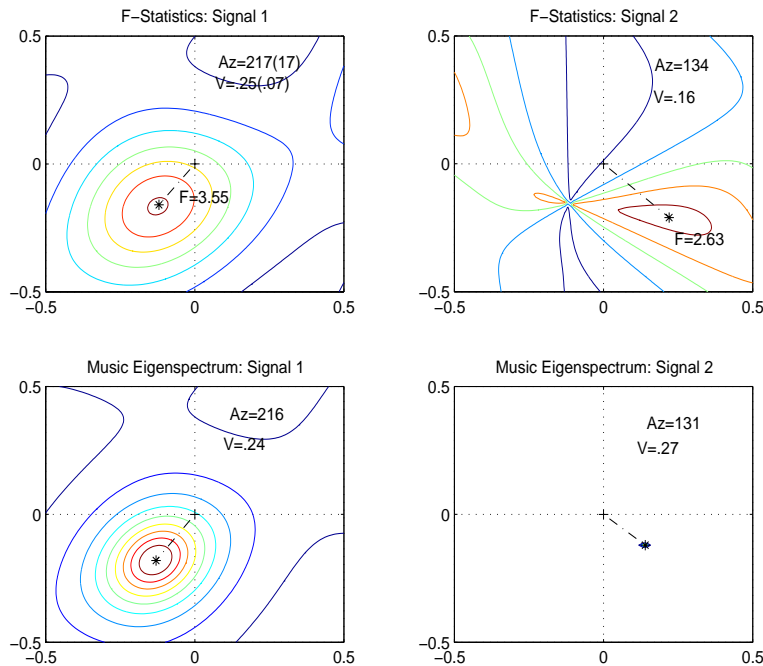 F−Statistics: Signal 1
0.5
0
−0.5
−0.5
0
0.5
Az=217(17)
V=.25(.07)
F=3.55
F−Statistics: Signal 2
0.5
0
−0.5
−0.5
0
0.5
Az=134
V=.16
F=2.63
Music Eigenspectrum: Signal 1
0.5
0
−0.5
−0.5
0
0.5
Az=216
V=.24
Music Eigenspectrum: Signal 2
0.5
0
−0.5
−0.5
0
0.5
Az=131
V=.27